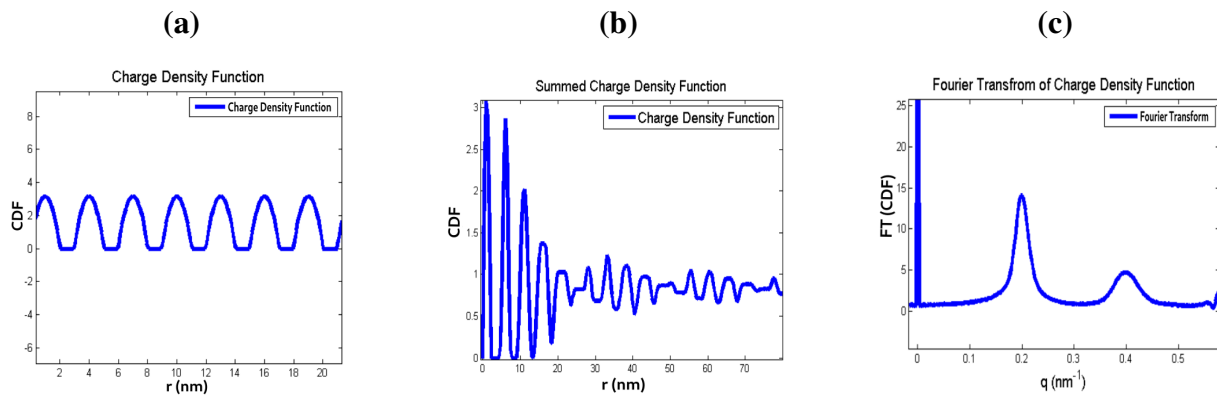 (a)
Charge Density Function
Charge Density Function
8
6
4
2
0
-2
-4
-6
CDF
2 4 6 8 10 12 14 16 18 20
r (nm)
(b)
Summed Charge Density Function
Charge Density Function
3
2.5
2
1.5
1
0.5
0
CDF
0 10 20 30 40 50 60 70
r (nm)
(c)
Fourier Transfrom of Charge Density Function
Fourier Transform
25
20
15
10
5
0
FT (CDF)
0 0.1 0.2 0.3 0.4 0.5
q (nm-1)